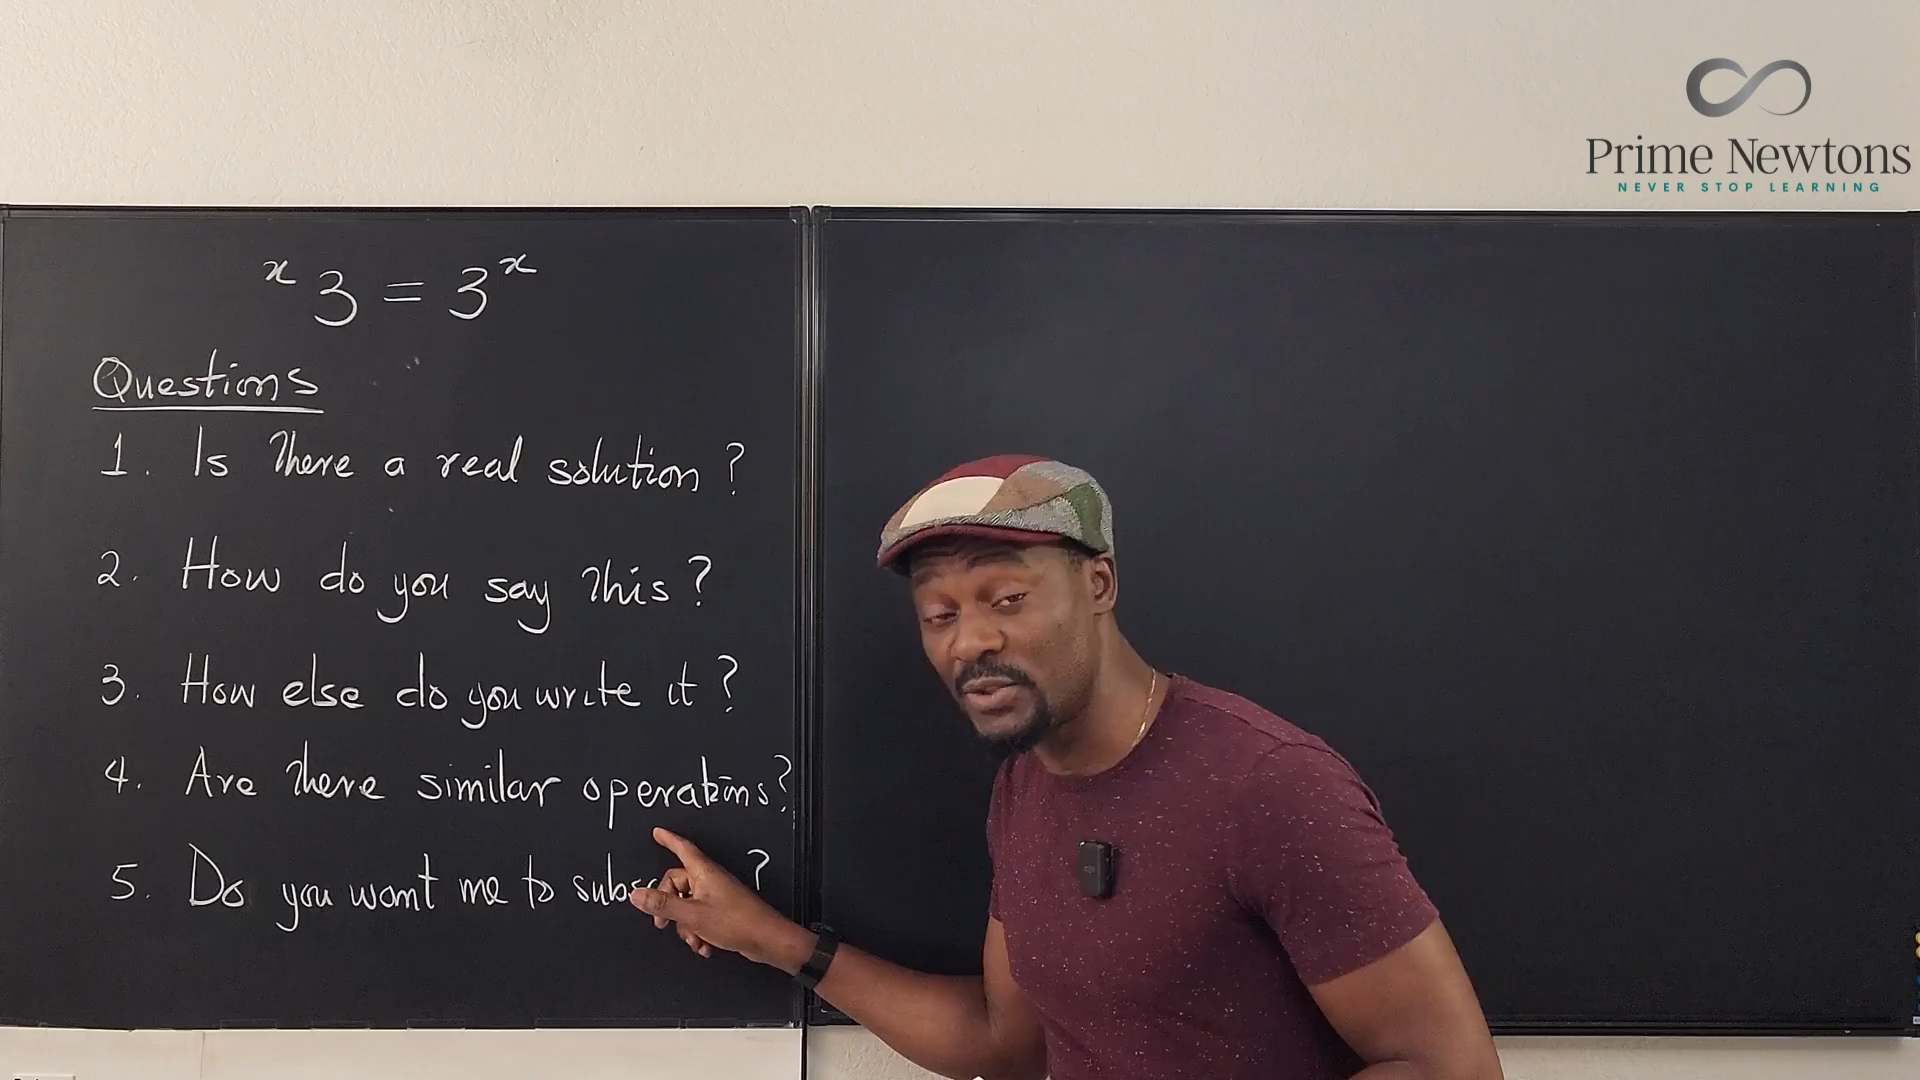 Prime Newtons
NEVER STOP LEARNING
ˣ3 = 3ˣ
Questions
1. Is there a real solution?
2. How do you say this?
3. How else do you write it?
4. Are there similar operations?
5. Do you want me to ?